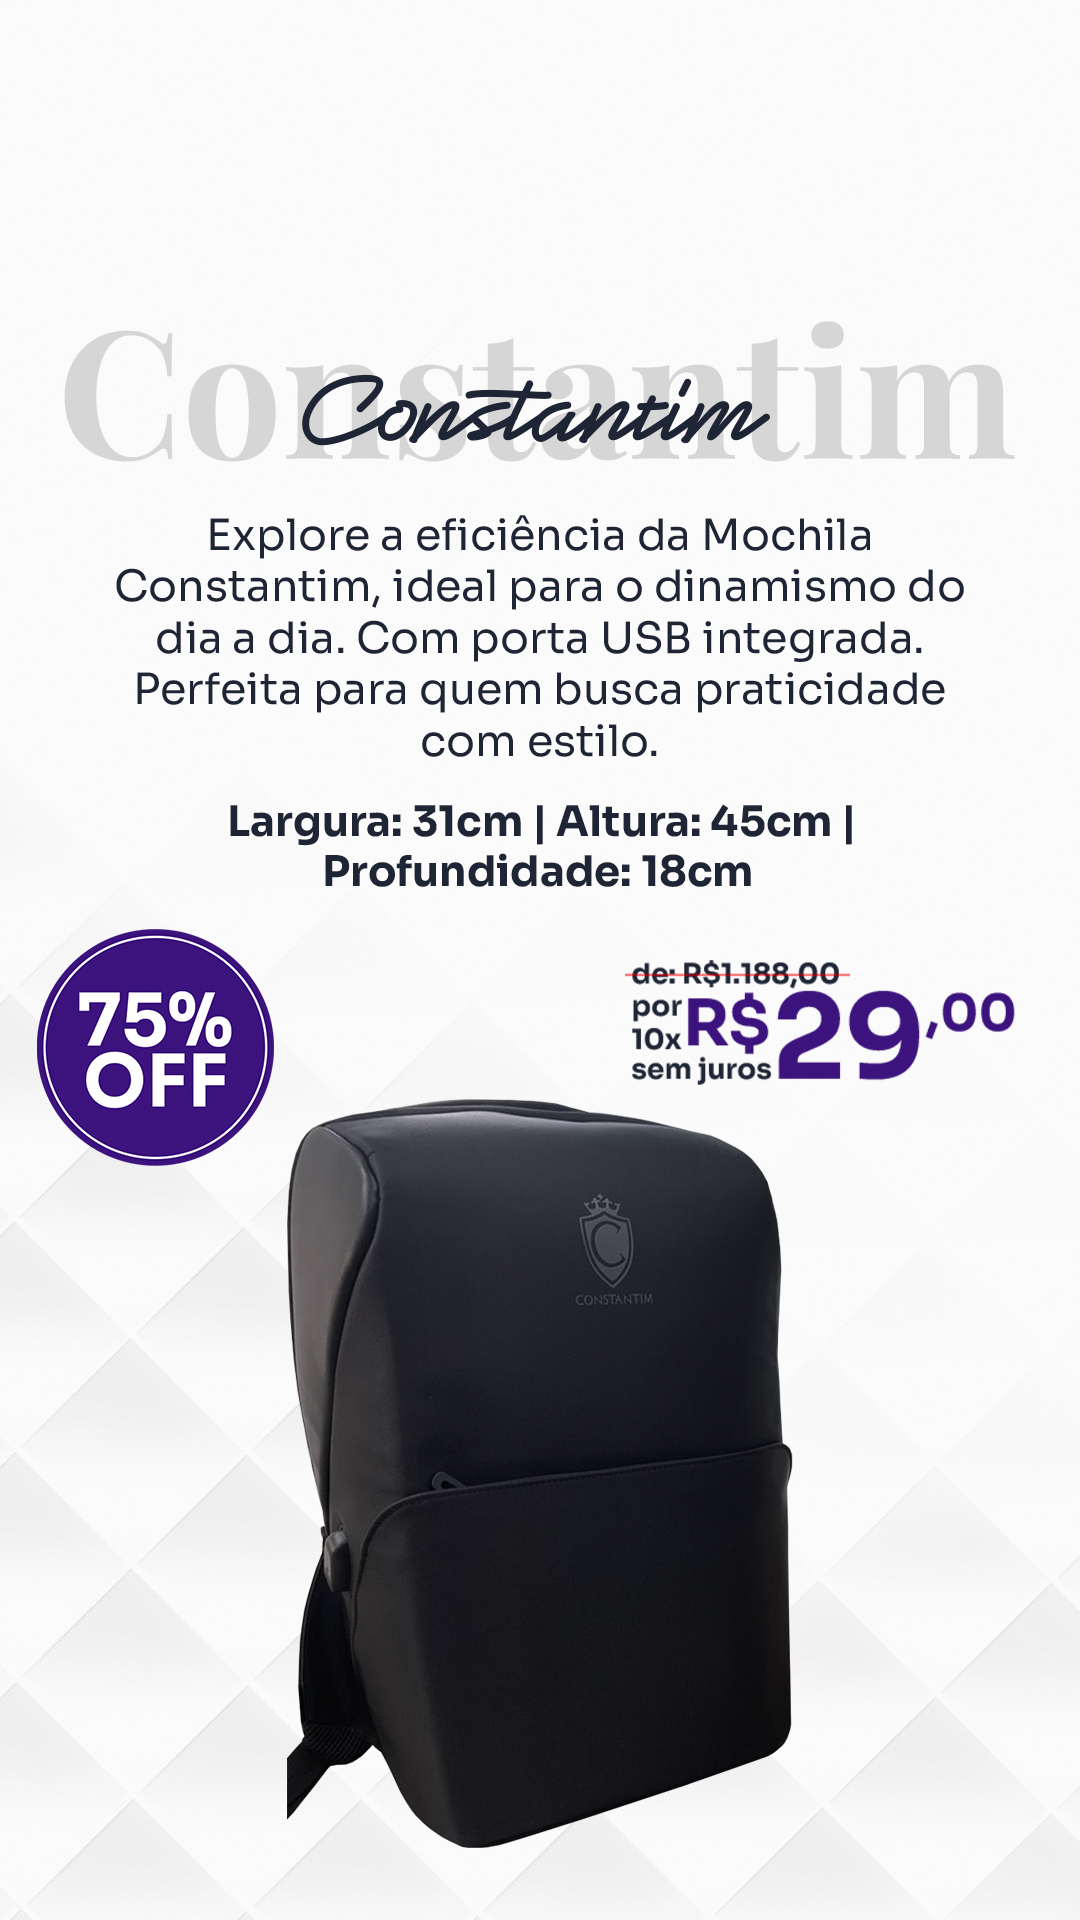 Constantim
Constantim
Explore a eficiência da Mochila
Constantim, ideal para o dinamismo do
dia a dia. Com porta USB integrada.
Perfeita para quem busca praticidade
com estilo.
Largura: 31cm | Altura: 45cm |
Profundidade: 18cm
75%
OFF
de: R$1.188,00
por
10x
sem juros
R$29,00
C
CONSTANTIM